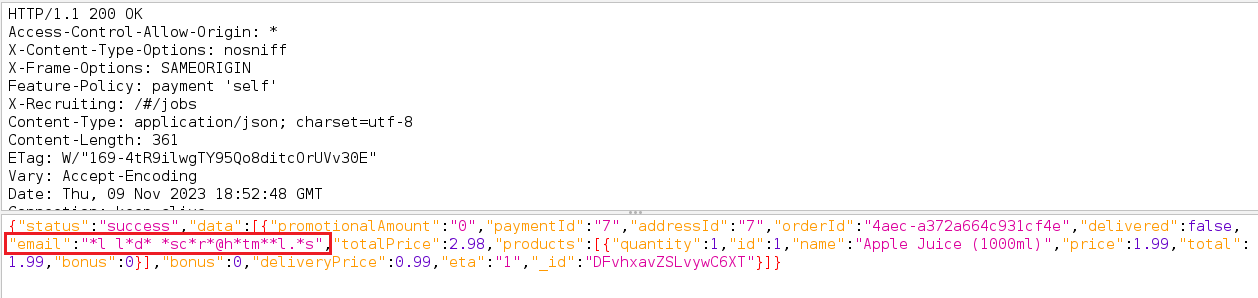 HTTP/1.1 200 OK
Access-Control-Allow-Origin: *
X-Content-Type-Options: nosniff
X-Frame-Options: SAMEORIGIN
Feature-Policy: payment 'self'
X-Recruiting: /#/jobs
Content-Type: application/json; charset=utf-8
Content-Length: 361
ETag: W/"169-4tR9ilwgTY95Qo8ditcOrUVv30E"
Vary: Accept-Encoding
Date: Thu, 09 Nov 2023 18:52:48 GMT
{"status":"success","data":[{"promotionalAmount":"0","paymentId":"7","addressId":"7","orderId":"4aec-a372a664c931cf4e","delivered":false,
"email":"*l l*d* *sc*r*@h*tm**l.*s","totalPrice":2.98,"products":[{"quantity":1,"id":1,"name":"Apple Juice (1000ml)","price":1.99,"total":
1.99,"bonus":0}],"bonus":0,"deliveryPrice":0.99,"eta":"1","_id":"DFvhxavZSLvywC6XT"}]}